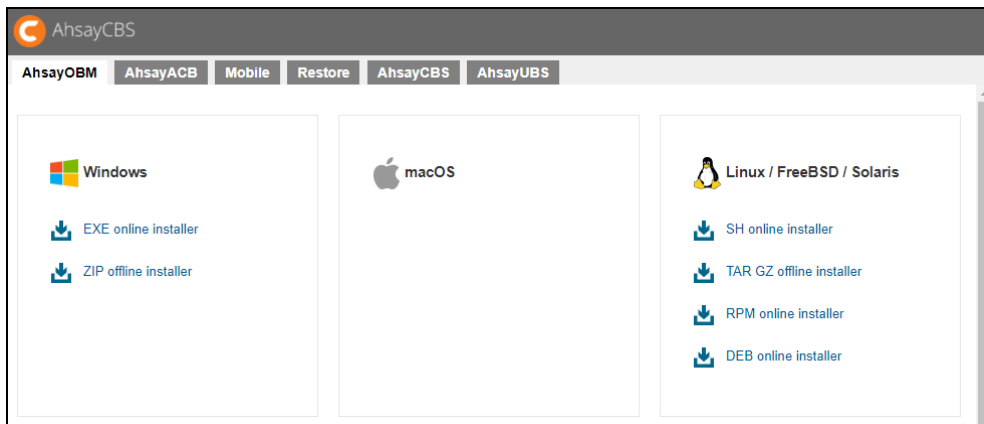 AhsayCBS
AhsayOBM AhsayACB Mobile Restore AhsayCBS AhsayUBS
Windows
EXE online installer
ZIP offline installer
macOS
Linux / FreeBSD / Solaris
SH online installer
TAR GZ offline installer
RPM online installer
DEB online installer